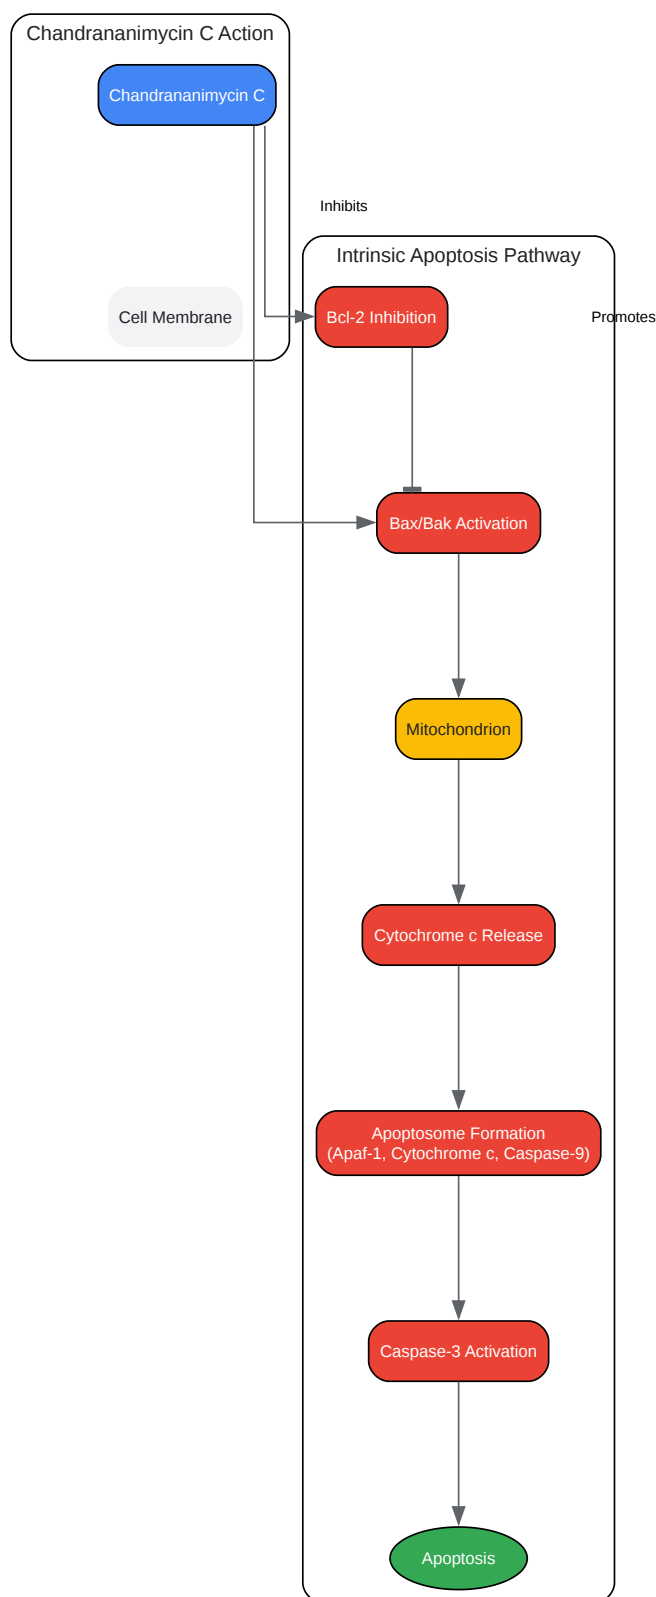 Chandrananimycin C Action
Chandrananimycin C
Inhibits
Intrinsic Apoptosis Pathway
Cell Membrane
Bcl-2 Inhibition
Promotes
Bax/Bak Activation
Mitochondrion
Cytochrome c Release
Apoptosome Formation
(Apaf-1, Cytochrome c, Caspase-9)
Caspase-3 Activation
Apoptosis